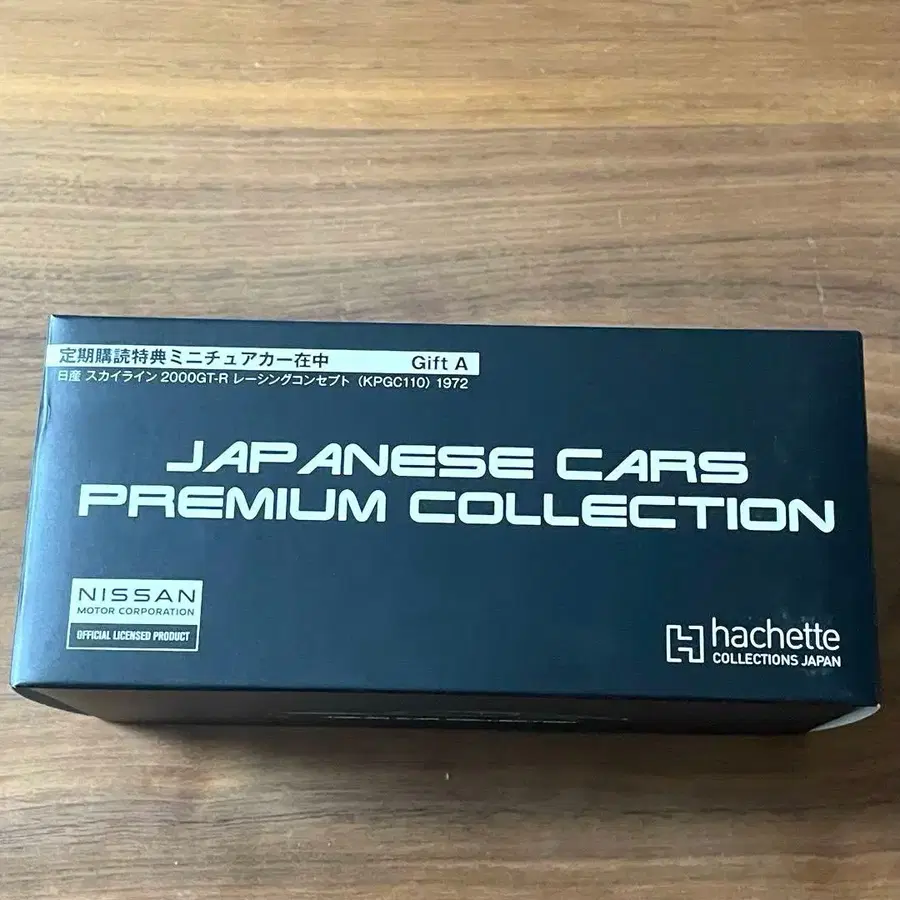 定期購読特典ミニチュアカー在中 Gift A
日産 スカイライン 2000GT-R レーシングコンセプト（KPGC110）1972
JAPANESE CARS
PREMIUM COLLECTION
NISSAN
MOTOR CORPORATION
OFFICIAL LICENSED PRODUCT
hachette
COLLECTIONS JAPAN